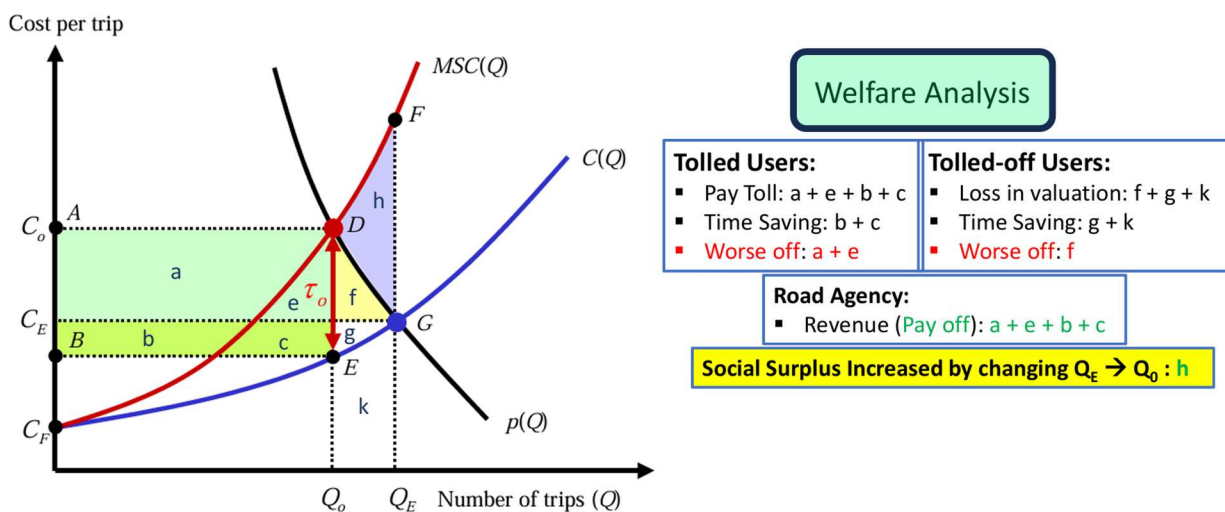 Cost per trip
MSC(Q)
F
C(Q)
h
C_o
A
D
a
e
τ_o
f
C_E
G
B
b
c
g
E
k
C_F
p(Q)
Q_o
Q_E
Number of trips (Q)
Welfare Analysis
Tolled Users:
▪ Pay Toll: a + e + b + c
▪ Time Saving: b + c
▪ Worse off: a + e
Tolled-off Users:
▪ Loss in valuation: f + g + k
▪ Time Saving: g + k
▪ Worse off: f
Road Agency:
▪ Revenue (Pay off): a + e + b + c
Social Surplus Increased by changing Q_E → Q_0 : h